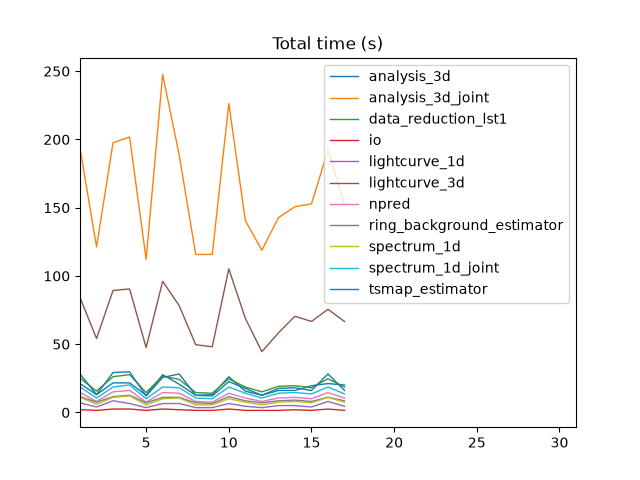 Total time (s)
250
200
150
100
50
0
5
10
15
20
25
30
analysis_3d
analysis_3d_joint
data_reduction_lst1
io
lightcurve_1d
lightcurve_3d
npred
ring_background_estimator
spectrum_1d
spectrum_1d_joint
tsmap_estimator